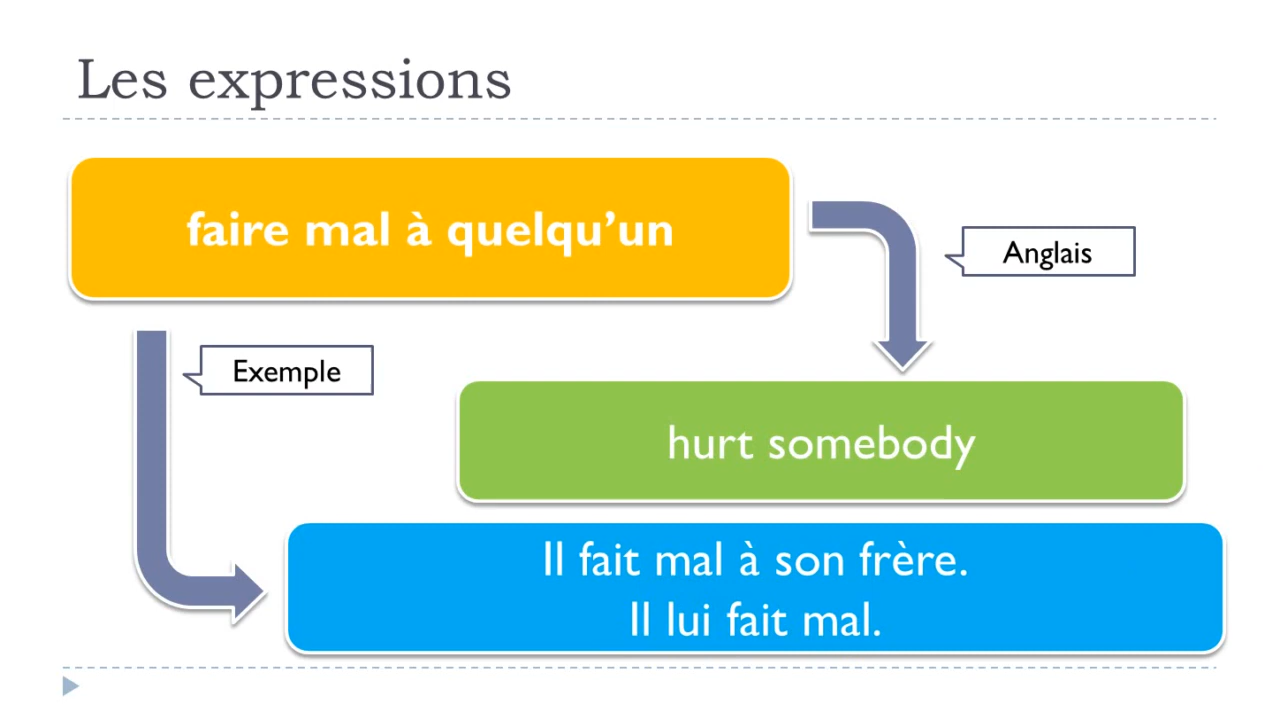 Les expressions
faire mal à quelqu’un
Anglais
Exemple
hurt somebody
Il fait mal à son frère.
Il lui fait mal.